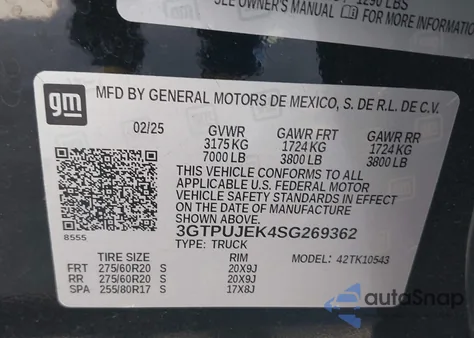 1290 LBS
SEE OWNER'S MANUAL FOR MORE INFORMATION
gm
MFD BY GENERAL MOTORS DE MEXICO, S. DE R.L. DE C.V.
02/25 GVWR GAWR FRT GAWR RR
3175 KG 1724 KG 1724 KG
7000 LB 3800 LB 3800 LB
THIS VEHICLE CONFORMS TO ALL
APPLICABLE U.S. FEDERAL MOTOR
VEHICLE SAFETY STANDARDS IN
EFFECT ON THE DATE OF
MANUFACTURE SHOWN ABOVE.
8555
3GTPUJEK4SG269362
TYPE: TRUCK
TIRE SIZE RIM MODEL: 42TK10543
FRT 275/60R20 S 20X9J
RR 275/60R20 S 20X9J
SPA 255/80R17 S 17X8J
autoSnap